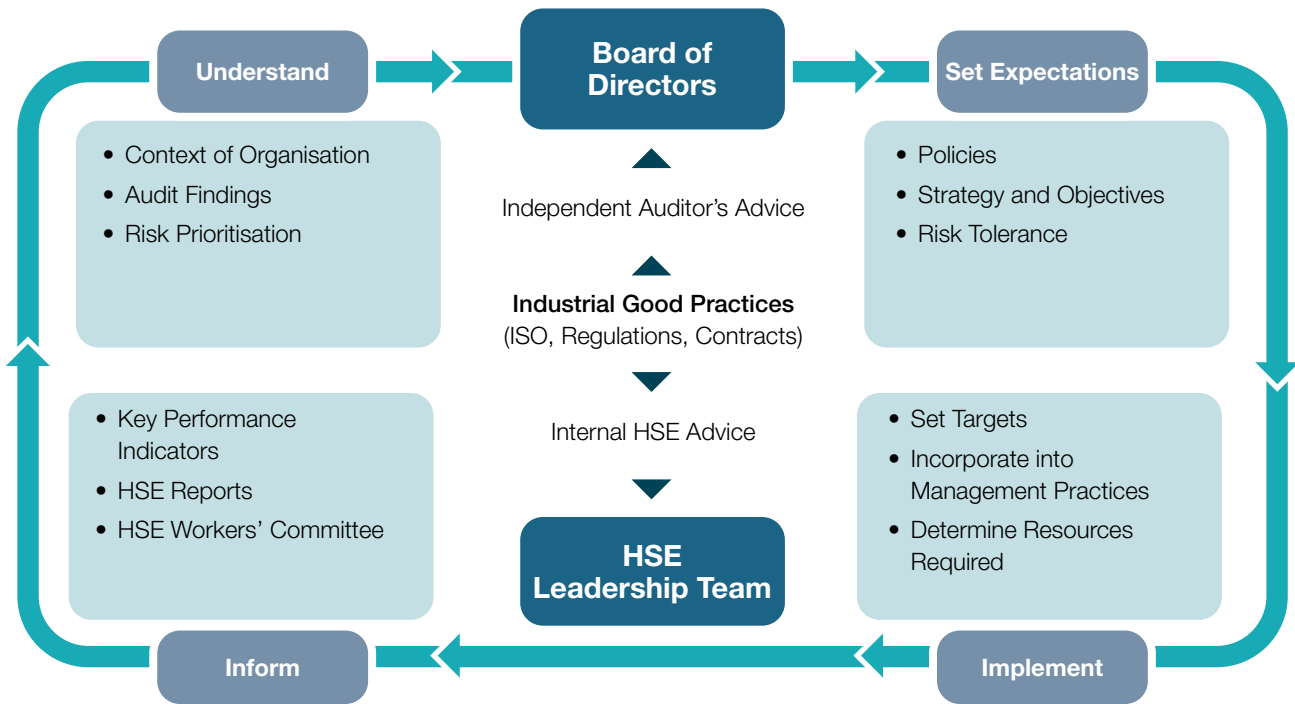 Understand
Board of
Directors
Set Expectations
• Context of Organisation
• Audit Findings
• Risk Prioritisation
Independent Auditor’s Advice
• Policies
• Strategy and Objectives
• Risk Tolerance
Industrial Good Practices
(ISO, Regulations, Contracts)
• Key Performance
Indicators
• HSE Reports
• HSE Workers’ Committee
Internal HSE Advice
• Set Targets
• Incorporate into
Management Practices
• Determine Resources
Required
HSE
Leadership Team
Inform
Implement